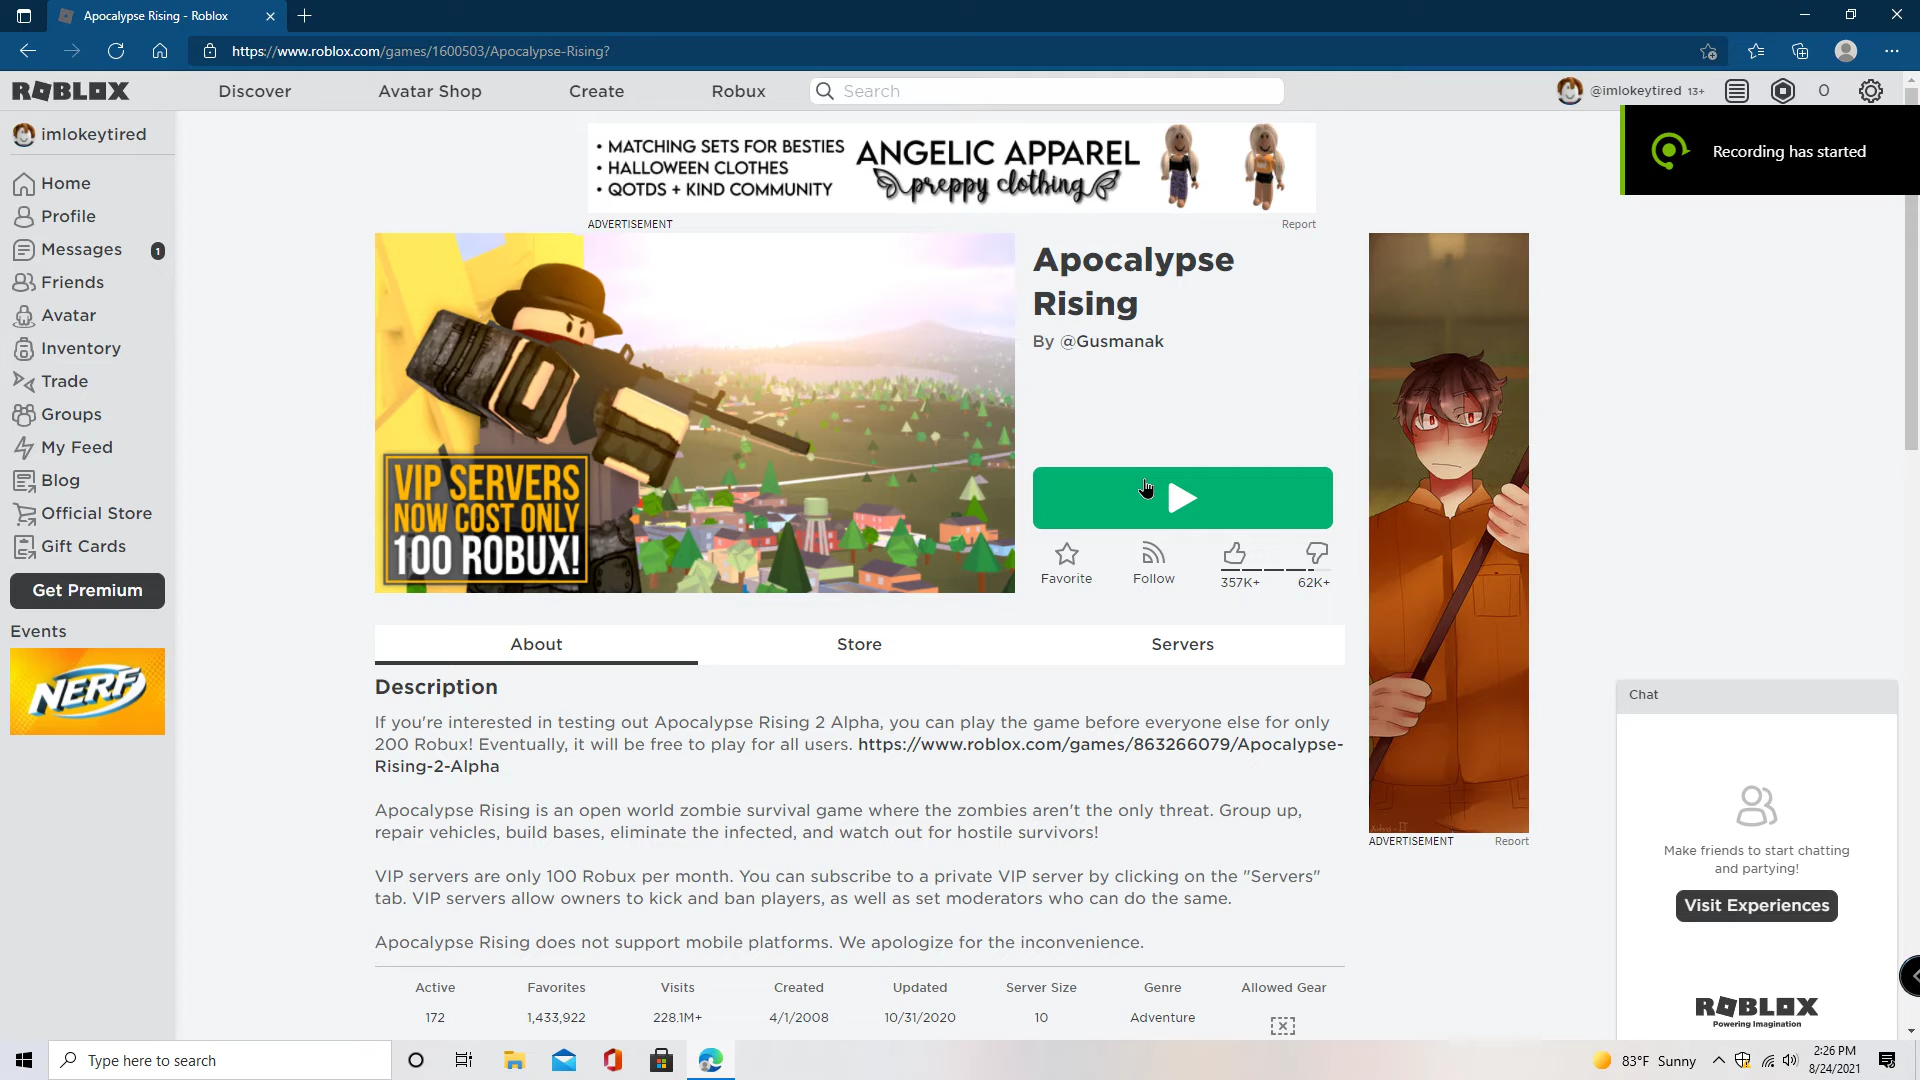 Apocalypse Rising - Roblox
https://www.roblox.com/games/1600503/Apocalypse-Rising?
ROBLOX
Discover
Avatar Shop
Create
Robux
Search
@imlokeytired 13+
0
Recording has started
imlokeytired
Home
Profile
Messages
1
Friends
Avatar
Inventory
Trade
Groups
My Feed
Blog
Official Store
Gift Cards
Get Premium
Events
NERF
• MATCHING SETS FOR BESTIES
• HALLOWEEN CLOTHES
• QOTDS + KIND COMMUNITY
ANGELIC APPAREL
preppy clothing
ADVERTISEMENT
Report
VIP SERVERS
NOW COST ONLY
100 ROBUX!
Apocalypse
Rising
By @Gusmanak
Favorite
Follow
357K+
62K+
About
Store
Servers
Description
If you're interested in testing out Apocalypse Rising 2 Alpha, you can play the game before everyone else for only
200 Robux! Eventually, it will be free to play for all users. https://www.roblox.com/games/863266079/Apocalypse-
Rising-2-Alpha
Apocalypse Rising is an open world zombie survival game where the zombies aren't the only threat. Group up,
repair vehicles, build bases, eliminate the infected, and watch out for hostile survivors!
VIP servers are only 100 Robux per month. You can subscribe to a private VIP server by clicking on the "Servers"
tab. VIP servers allow owners to kick and ban players, as well as set moderators who can do the same.
Apocalypse Rising does not support mobile platforms. We apologize for the inconvenience.
Active
Favorites
Visits
Created
Updated
Server Size
Genre
Allowed Gear
172
1,433,922
228.1M+
4/1/2008
10/31/2020
10
Adventure
ADVERTISEMENT
Report
Chat
Make friends to start chatting
and partying!
Visit Experiences
ROBLOX
Powering Imagination
Type here to search
83°F Sunny
2:26 PM
8/24/2021